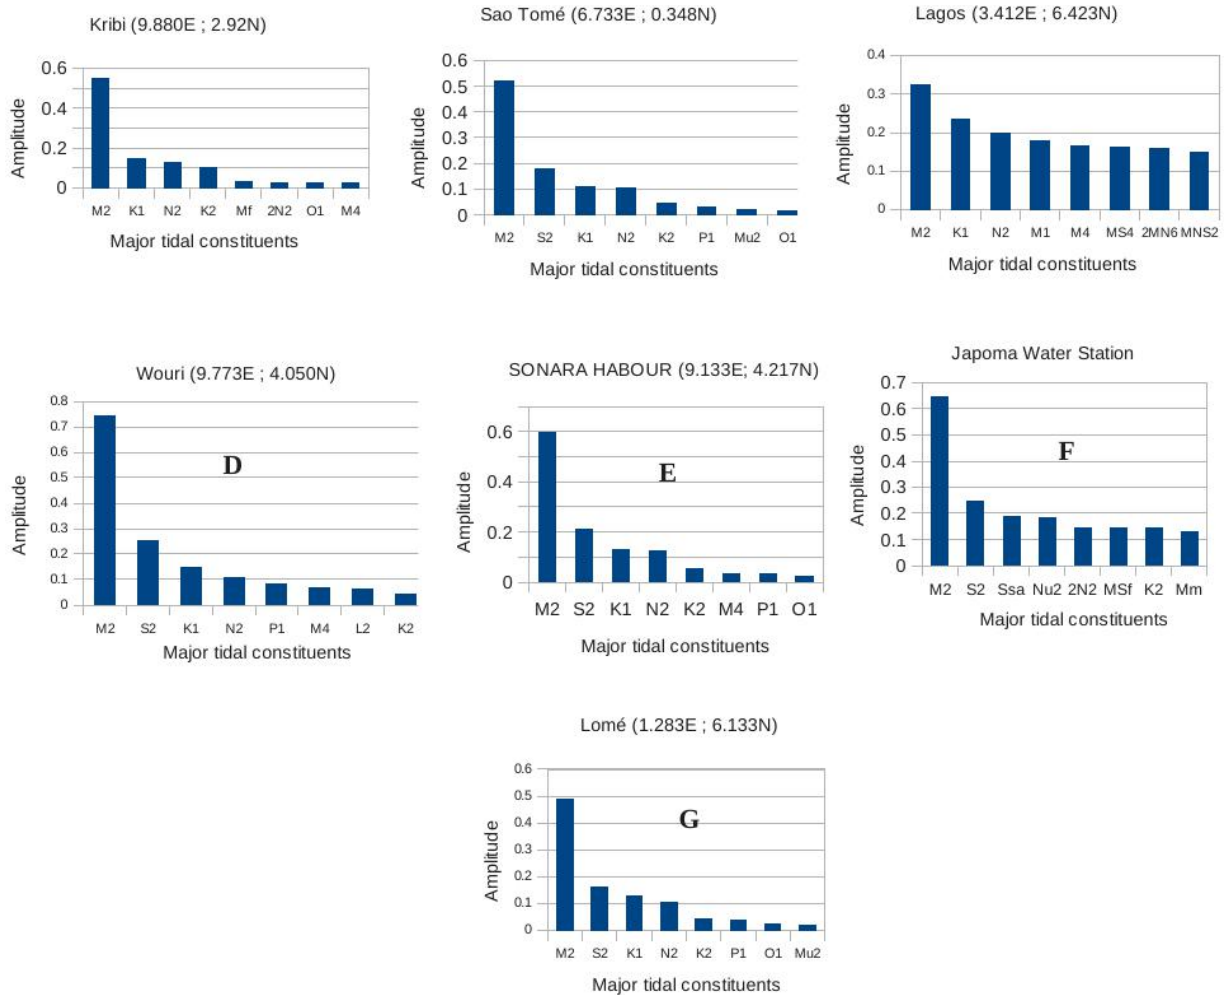 Kribi (9.880E ; 2.92N)
0.6
0.4
0.2
0
Amplitude
M2 K1 N2 K2 Mf 2N2 O1 M4
Major tidal constituents
Sao Tomé (6.733E ; 0.348N)
0.6
0.5
0.4
0.3
0.2
0.1
0
Amplitude
M2 S2 K1 N2 K2 P1 Mu2 O1
Major tidal constituents
Lagos (3.412E ; 6.423N)
0.4
0.3
0.2
0.1
0
Amplitude
M2 K1 N2 M1 M4 MS4 2MN6 MNS2
Major tidal constituents
Wouri (9.773E ; 4.050N)
0.8
0.7
0.6
0.5
0.4
0.3
0.2
0.1
0
Amplitude
D
M2 S2 K1 N2 P1 M4 L2 K2
Major tidal constituents
SONARA HABOUR (9.133E; 4.217N)
0.6
0.4
0.2
0
Amplitude
E
M2 S2 K1 N2 K2 M4 P1 O1
Major tidal constituents
Japoma Water Station
0.7
0.6
0.5
0.4
0.3
0.2
0.1
0
Amplitude
F
M2 S2 Ssa Nu2 2N2 MSf K2 Mm
Major tidal constituents
Lomé (1.283E ; 6.133N)
0.6
0.5
0.4
0.3
0.2
0.1
0
Amplitude
G
M2 S2 K1 N2 K2 P1 O1 Mu2
Major tidal constituents